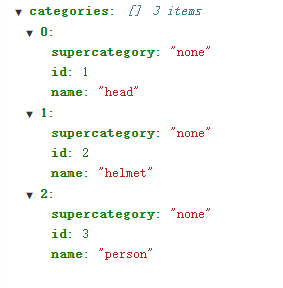 ▼ categories: [] 3 items
▼ 0:
supercategory: "none"
id: 1
name: "head"
▼ 1:
supercategory: "none"
id: 2
name: "helmet"
▼ 2:
supercategory: "none"
id: 3
name: "person"